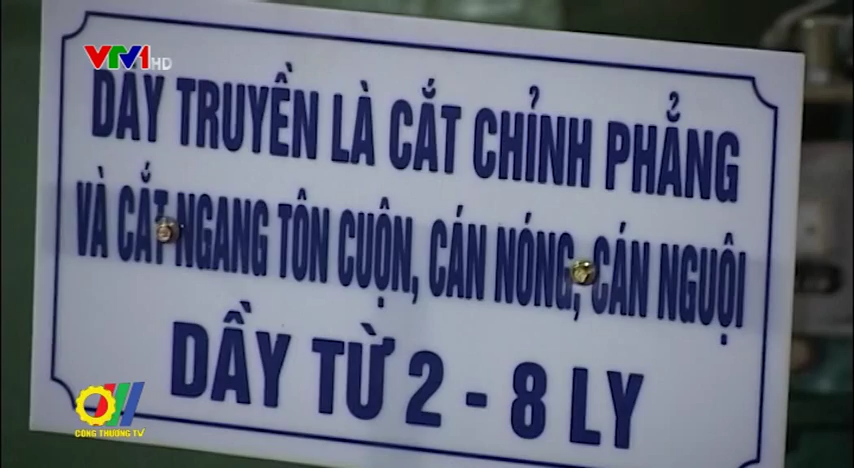 VTV1 HD
DÂY TRUYỀN LÀ CẮT CHỈNH PHẲNG
VÀ CẮT NGANG TÔN CUỘN, CÁN NÓNG, CÁN NGUỘI
DẦY TỪ 2 - 8 LY
CÔNG THƯƠNG TV